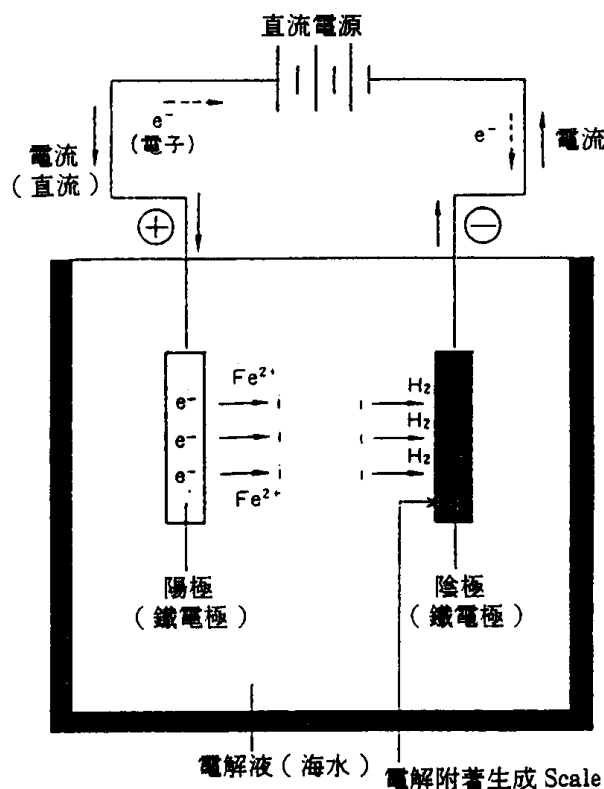 直流電源
e⁻
(電子)
e⁻
電流
(直流)
電流
+
−
Fe²⁺
H₂
e⁻
e⁻
H₂
e⁻
H₂
Fe²⁺
陽極
(鐵電極)
陰極
(鐵電極)
電解液(海水)
電解附著生成 Scale